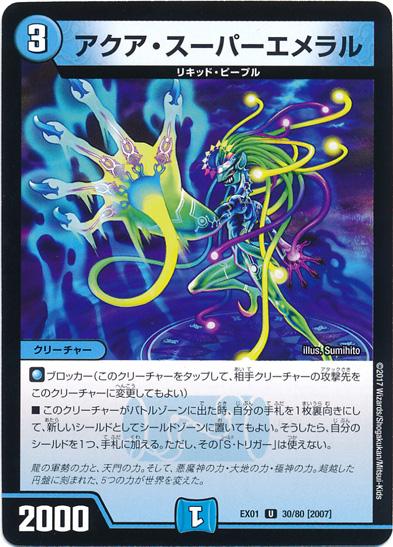 3
アクア・スーパーエメラル
リキッド・ピープル
illus. Sumihito
クリーチャー
ブロッカー(このクリーチャーをタップして、相手クリーチャーの攻撃先を
このクリーチャーに変更してもよい)
■このクリーチャーがバトルゾーンに出た時、自分の手札を1枚裏向きにし
て、新しいシールドとしてシールドゾーンに置いてもよい。そうしたら、自分の
シールドを1つ、手札に加える。ただし、その「S・トリガー」は使えない。
龍の軍勢の力と、天門の力。そして、悪魔神の力・大地の力・極神の力。超越した
円盤に刻まれた、5つの力が世界を変えた。
©2017 Wizards/Shogakukan/Mitsui-Kids
2000
1
EX01 U 30/80 [2007]